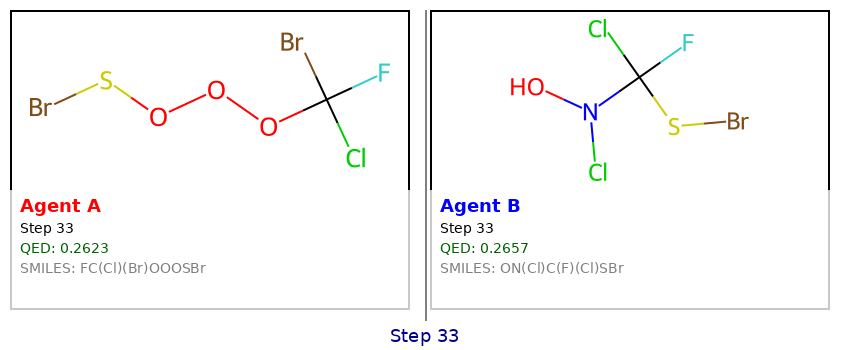 Br
S
O
O
O
Br
F
Cl
Agent A
Step 33
QED: 0.2623
SMILES: FC(Cl)(Br)OOOSBr
Cl
F
HO
N
S
Br
Cl
Agent B
Step 33
QED: 0.2657
SMILES: ON(Cl)C(F)(Cl)SBr
Step 33